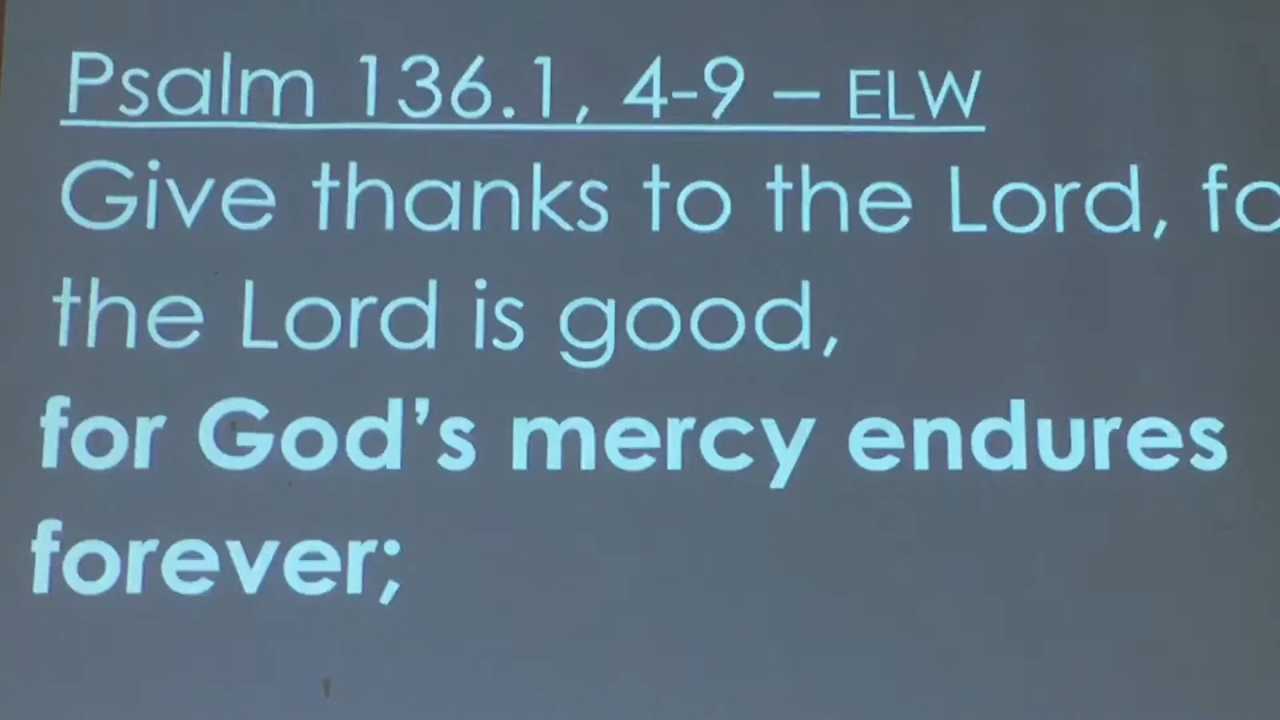 Psalm 136.1, 4-9 – ELW
Give thanks to the Lord, fo
the Lord is good,
for God's mercy endures
forever;